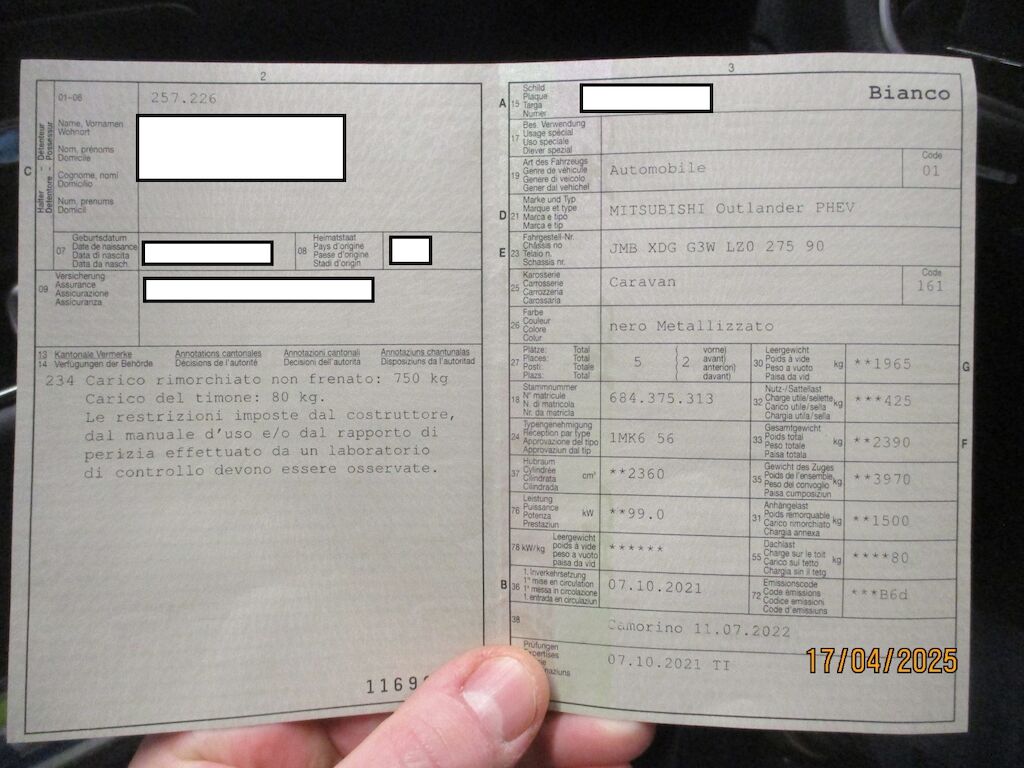 2
01–06
257.226
C
Halter - Détenteur
Detentore - Possessur
Name, Vornamen
Wohnort
Nom, prénoms
Domicile
Cognome, nomi
Domicilio
Num, prenums
Domicil
07
Geburtsdatum
Date de naissance
Data di nascita
Data da nasch.
08
Heimatstaat
Pays d'origine
Paese d'origine
Stadi d'origin
09
Versicherung
Assurance
Assicurazione
Assicuranza
13 Kantonale Vermerke Annotations cantonales Annotazioni cantonali Annotaziuns chantunalas
14 Verfügungen der Behörde Décisions de l'autorité Decisioni dell'autorità Disposiziuns da l'autoritad
234 Carico rimorchiato non frenato: 750 kg
Carico del timone: 80 kg.
Le restrizioni imposte dal costruttore,
dal manuale d'uso e/o dal rapporto di
perizia effettuato da un laboratorio
di controllo devono essere osservate.
1169
3
A 15
Schild
Plaque
Targa
Numer
Bianco
17
Bes. Verwendung
Usage spécial
Uso speciale
Diever spezial
19
Art des Fahrzeugs
Genre de véhicule
Genere di veicolo
Gener dal vehichel
Automobile
Code
01
D 21
Marke und Typ
Marque et type
Marca e tipo
Marca e tip
MITSUBISHI Outlander PHEV
E 23
Fahrgestell-Nr.
Châssis no
Telaio n.
Schassis nr.
JMB XDG G3W LZ0 275 90
25
Karosserie
Carrosserie
Carrozzeria
Carossaria
Caravan
Code
161
26
Farbe
Couleur
Colore
Colur
nero Metallizzato
27
Plätze: Total
Places: Total
Posti: Totale
Plazs: Total
5 { 2
vorne)
avant)
anteriori)
davant)
30
Leergewicht
Poids à vide
Peso a vuoto
Paisa da vid
kg
**1965
G
18
Stammnummer
N° matricule
N. di matricola
Nr. da matricla
684.375.313
32
Nutz-/Sattellast
Charge utile/sellette
Carico utile/sella
Chargia utila/sella
kg
***425
24
Typengenehmigung
Réception par type
Approvazione del tipo
Approvaziun dal tip
1MK6 56
33
Gesamtgewicht
Poids total
Peso totale
Paisa totala
kg
**2390
F
37
Hubraum
Cylindrée
Cilindrata
Cilindrada
cm³
**2360
35
Gewicht des Zuges
Poids de l'ensemble
Peso del convoglio
Paisa cumposiziun
kg
**3970
76
Leistung
Puissance
Potenza
Prestaziun
kW
**99.0
31
Anhängelast
Poids remorquable
Carico rimorchiato
Chargia annexa
kg
**1500
78 kW/kg
Leergewicht
poids à vide
peso a vuoto
paisa da vid
******
55
Dachlast
Charge sur le toit
Carico sul tetto
Chargia sin il tetg
kg
****80
B 36
1. Inverkehrsetzung
1re mise en circulation
1a messa in circolazione
1. entrada en circulaziun
07.10.2021
72
Emissionscode
Code émissions
Codice emissioni
Code d'emissiuns
***B6d
38
Camorino 11.07.2022
Prüfungen
07.10.2021 TI
17/04/2025